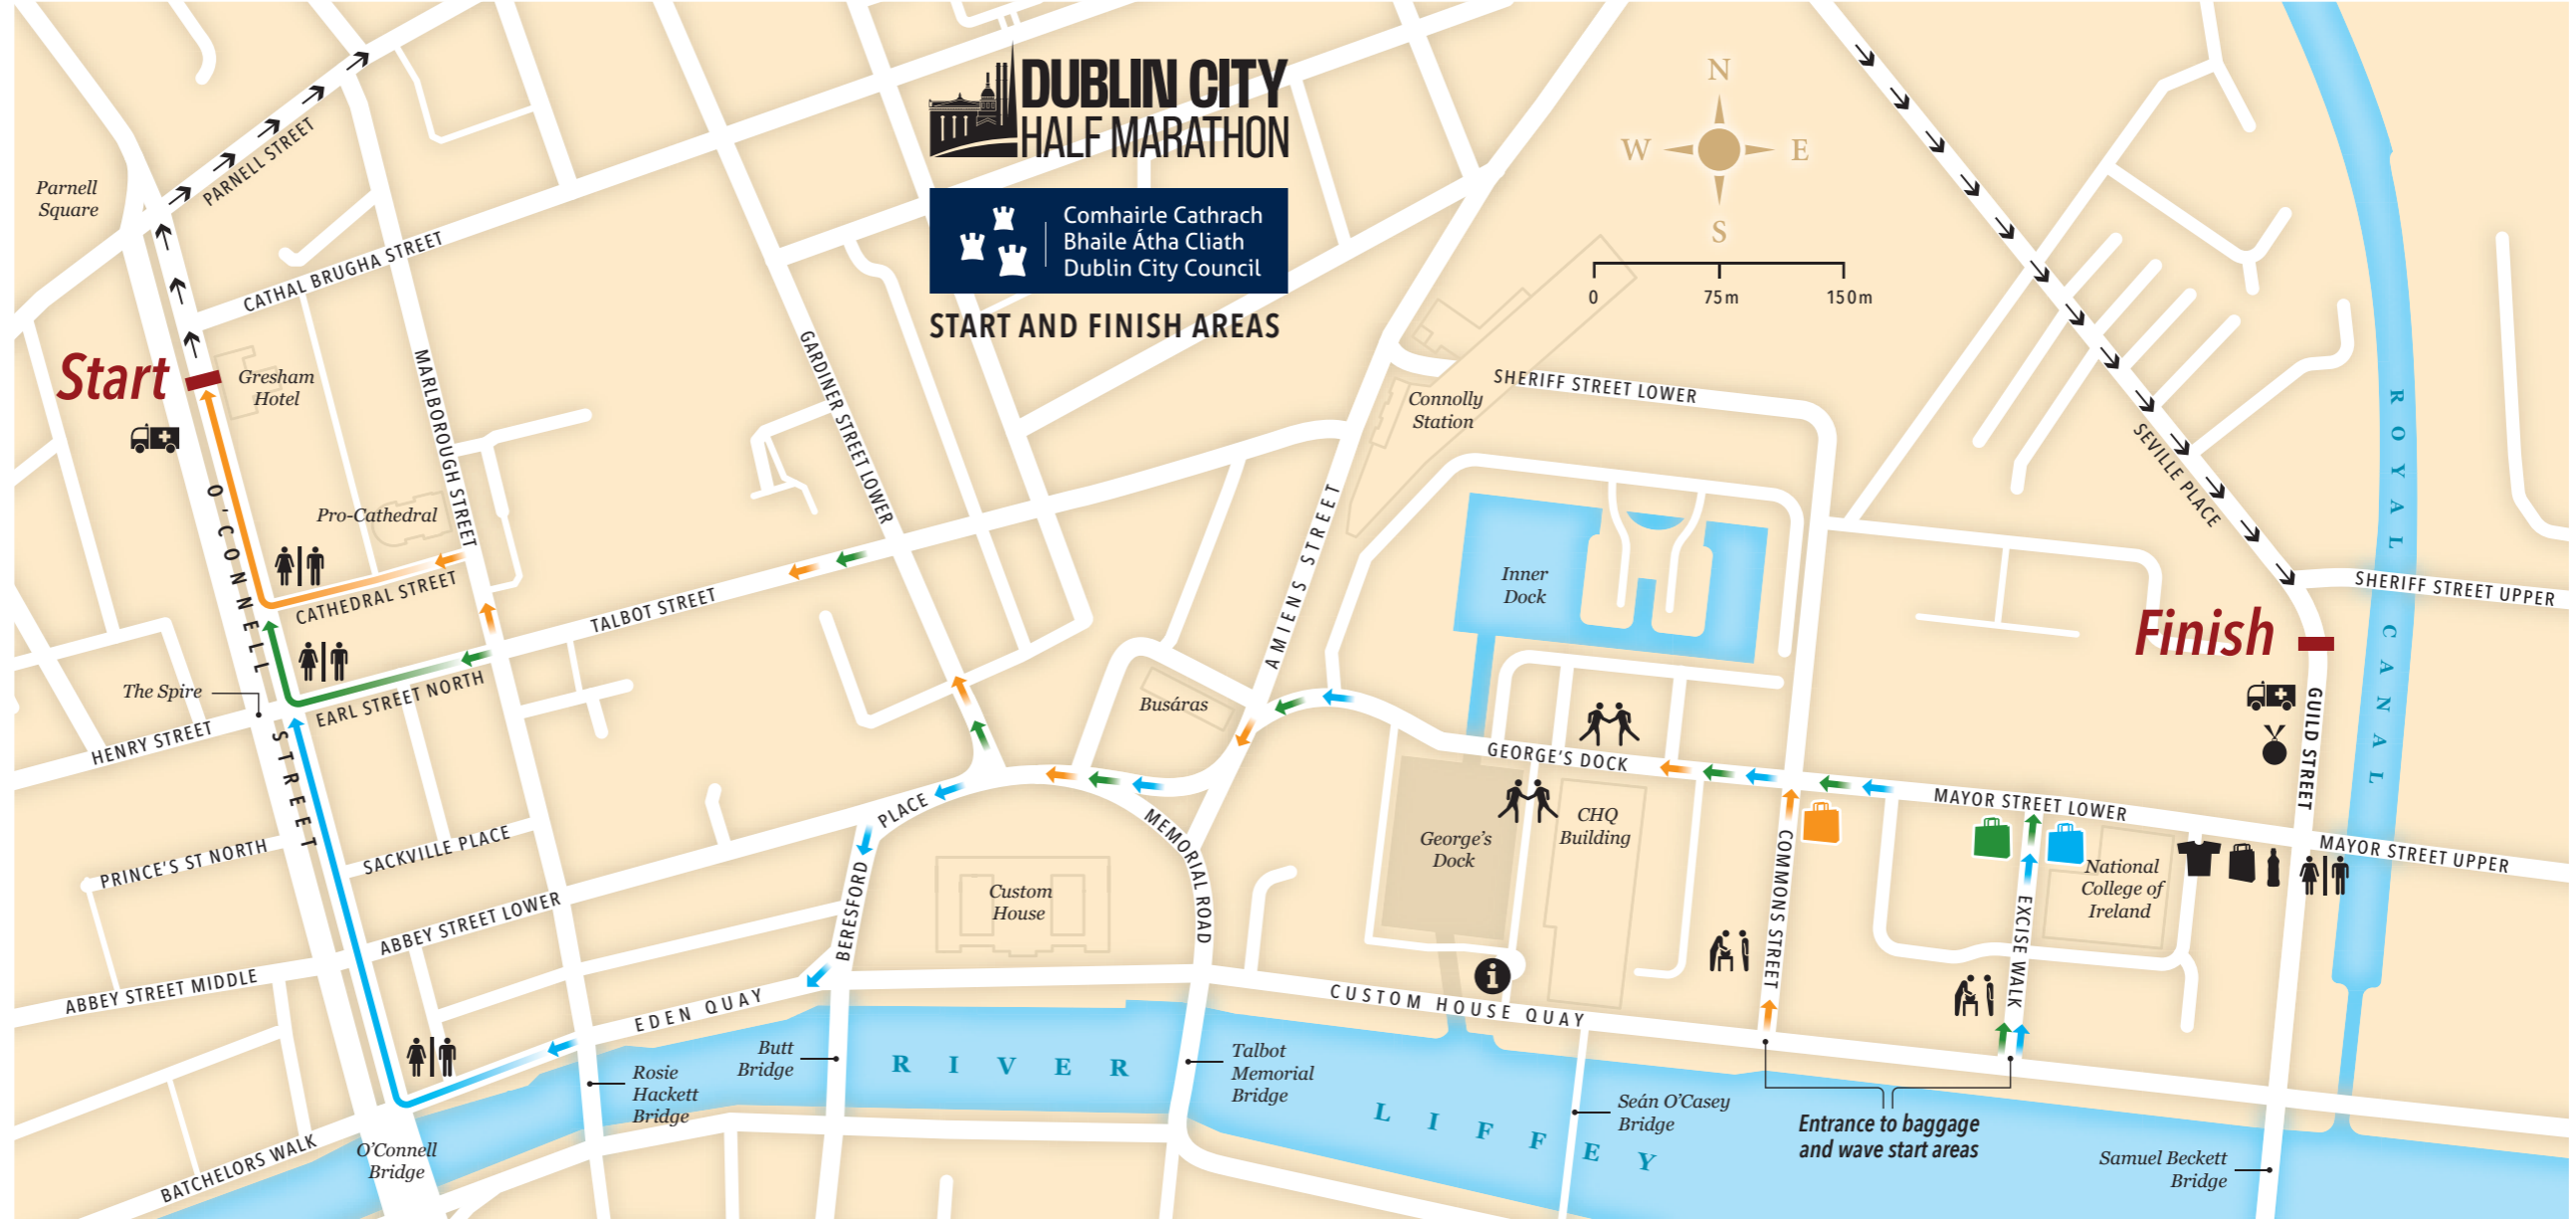 DUBLIN CITY
HALF MARATHON
Comhairle Cathrach
Bhaile Átha Cliath
Dublin City Council
START AND FINISH AREAS
N
W
E
S
0
75m
150m
Parnell
Square
PARNELL STREET
CATHAL BRUGHA STREET
Start
Gresham
Hotel
MARLBOROUGH STREET
GARDINER STREET LOWER
Pro-Cathedral
O'CONNELL
STREET
CATHEDRAL STREET
TALBOT STREET
The Spire
EARL STREET NORTH
HENRY STREET
PRINCE'S ST NORTH
SACKVILLE PLACE
ABBEY STREET LOWER
ABBEY STREET MIDDLE
EDEN QUAY
BATCHELORS WALK
O'Connell
Bridge
Rosie
Hackett
Bridge
Butt
Bridge
RIVER
LIFFEY
Talbot
Memorial
Bridge
BERESFORD
PLACE
Custom
House
MEMORIAL ROAD
Busáras
AMIENS STREET
Connolly
Station
SHERIFF STREET LOWER
Inner
Dock
GEORGE'S DOCK
George's
Dock
CHQ
Building
i
CUSTOM HOUSE QUAY
COMMONS STREET
Seán O'Casey
Bridge
Entrance to baggage
and wave start areas
EXCISE WALK
National
College of
Ireland
MAYOR STREET LOWER
MAYOR STREET UPPER
GUILD STREET
Finish
SEVILLE PLACE
SHERIFF STREET UPPER
ROYAL CANAL
Samuel Beckett
Bridge